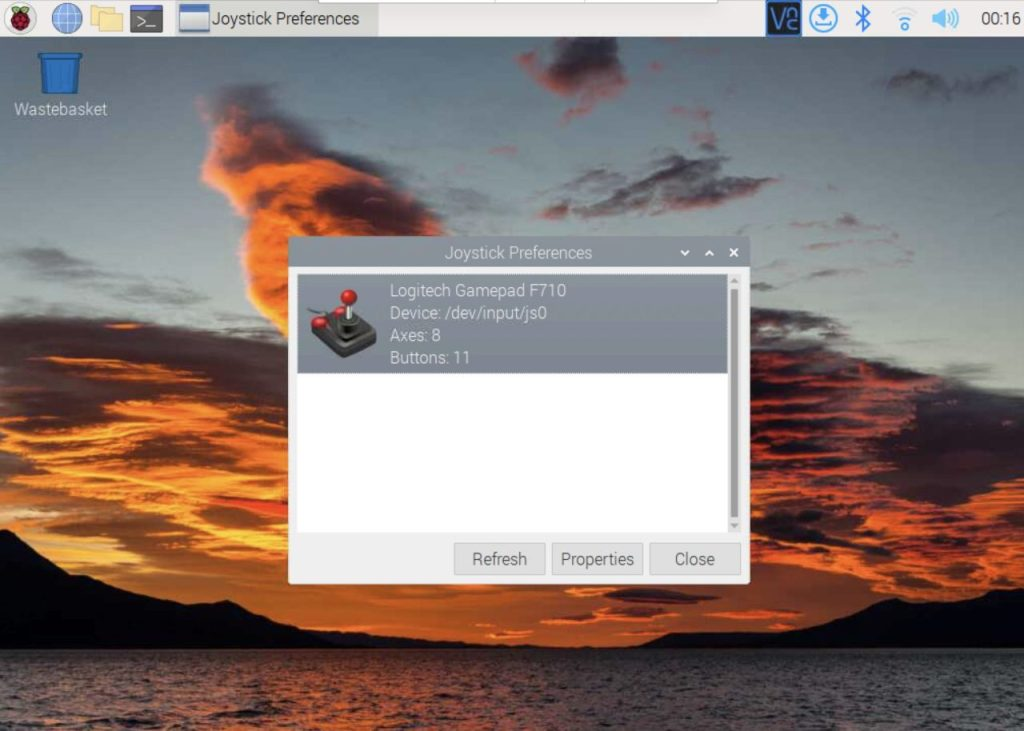 Joystick Preferences
00:16
Wastebasket
Joystick Preferences
Logitech Gamepad F710
Device: /dev/input/js0
Axes: 8
Buttons: 11
Refresh
Properties
Close